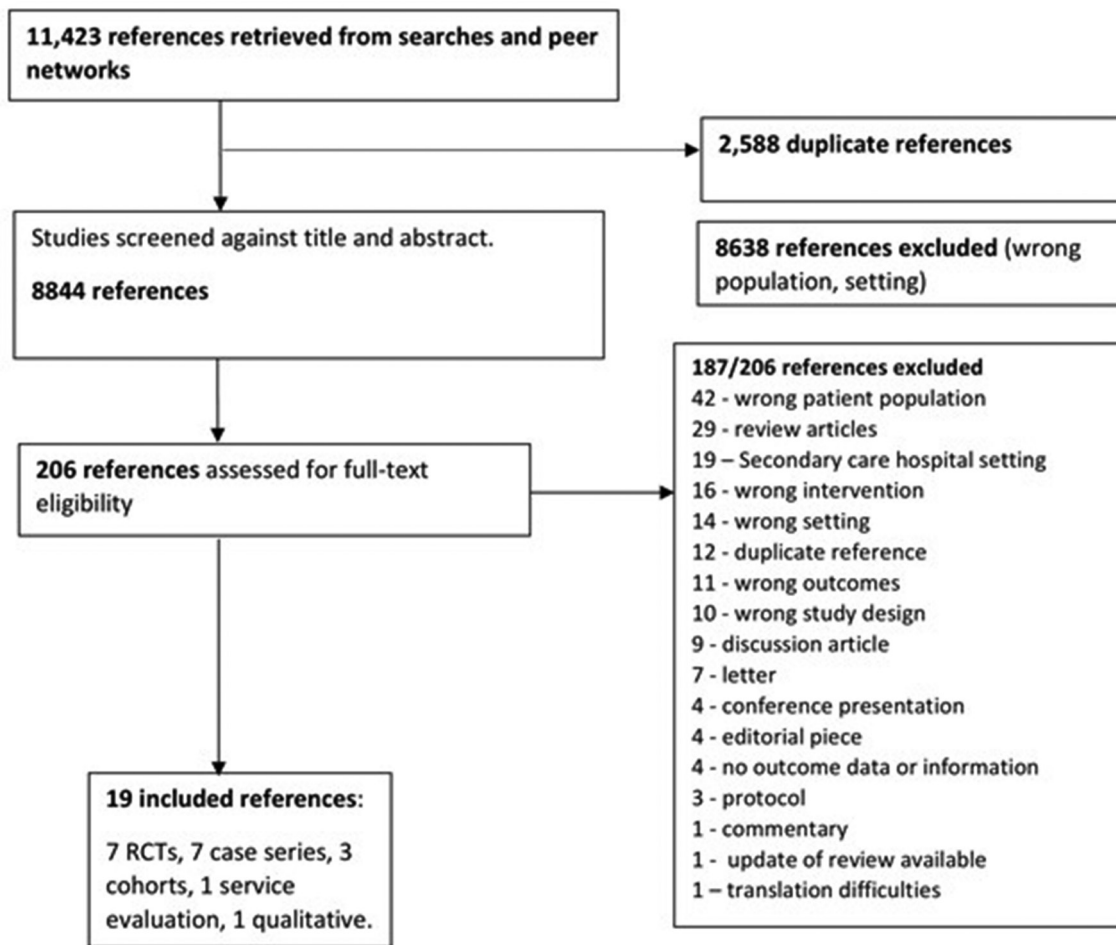 11,423 references retrieved from searches and peer
networks
2,588 duplicate references
Studies screened against title and abstract.
8844 references
8638 references excluded (wrong
population, setting)
206 references assessed for full-text
eligibility
187/206 references excluded
42 - wrong patient population
29 - review articles
19 – Secondary care hospital setting
16 - wrong intervention
14 - wrong setting
12 - duplicate reference
11 - wrong outcomes
10 - wrong study design
9 - discussion article
7 - letter
4 - conference presentation
4 - editorial piece
4 - no outcome data or information
3 - protocol
1 - commentary
1 -  update of review available
1 – translation difficulties
19 included references:
7 RCTs, 7 case series, 3
cohorts, 1 service
evaluation, 1 qualitative.